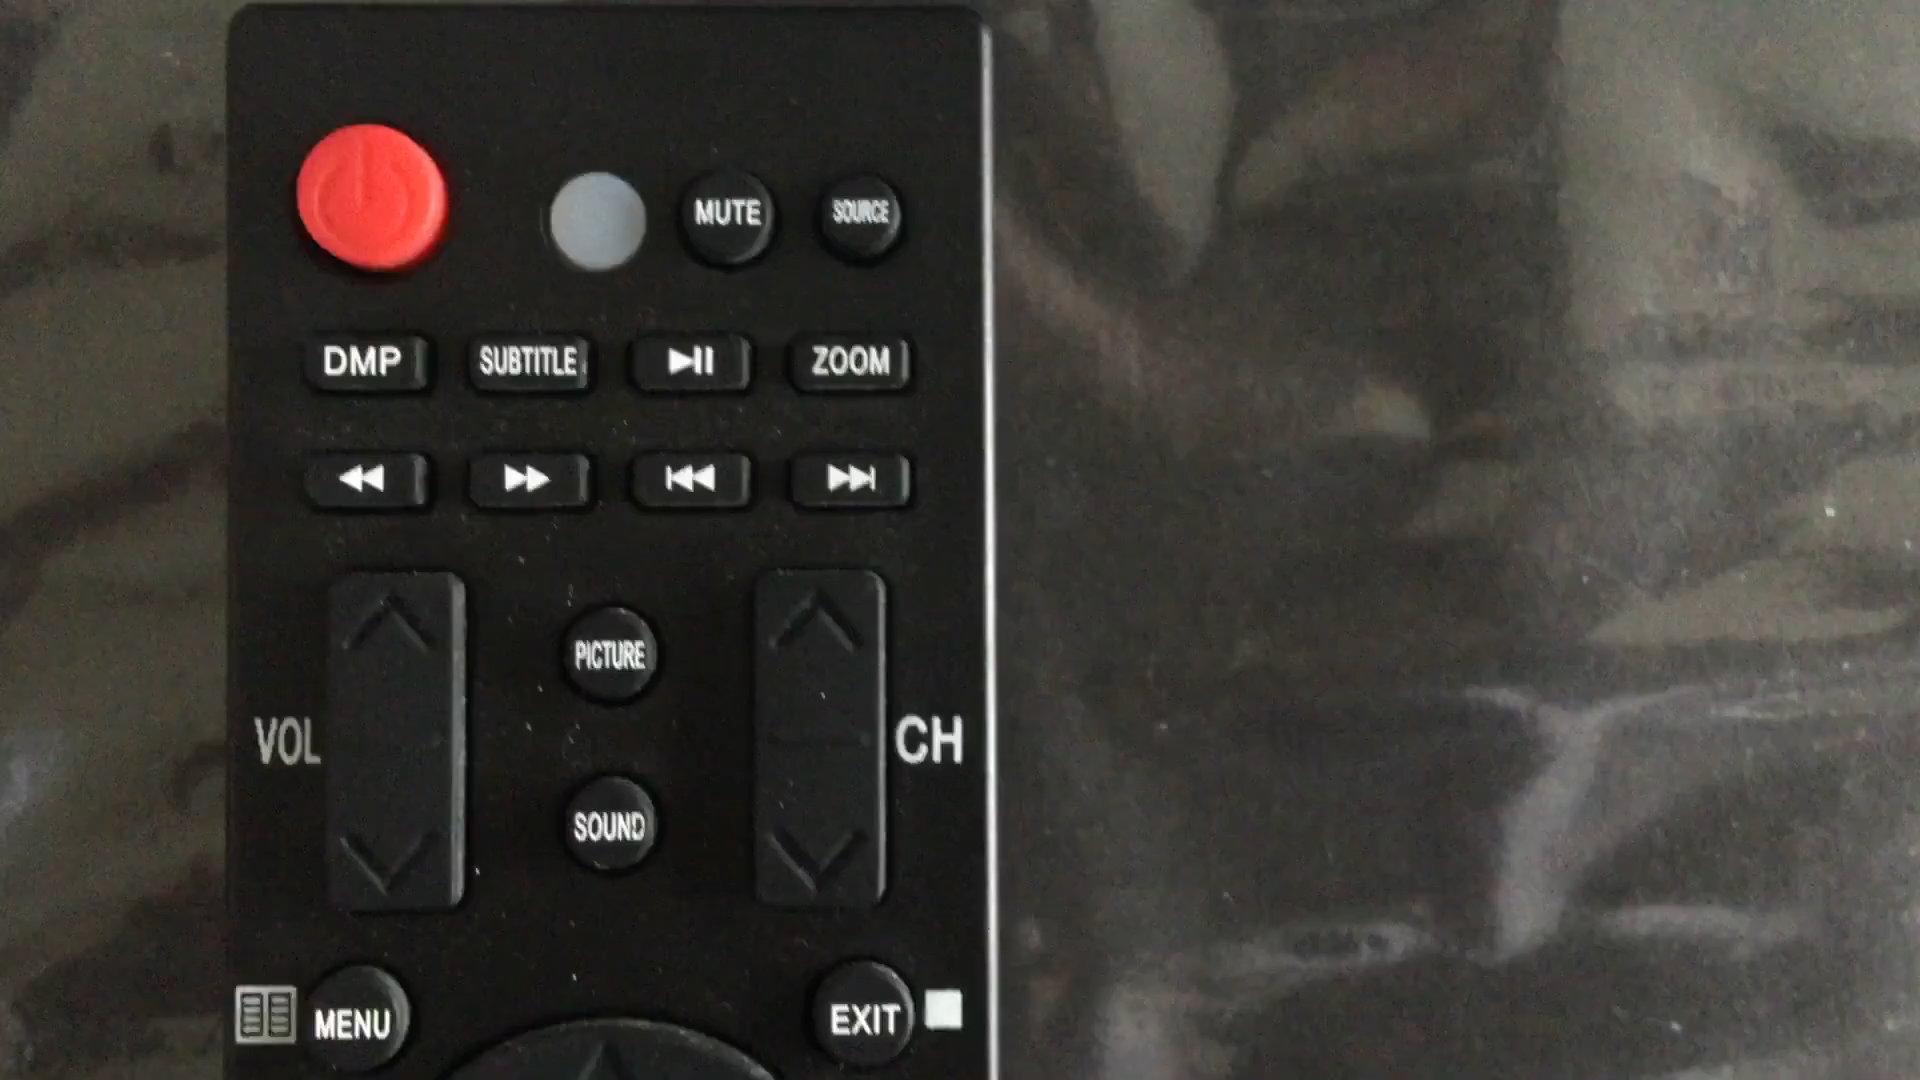 MUTE SOURCE
DMP SUBTITLE ZOOM
PICTURE
VOL CH
SOUND
MENU EXIT